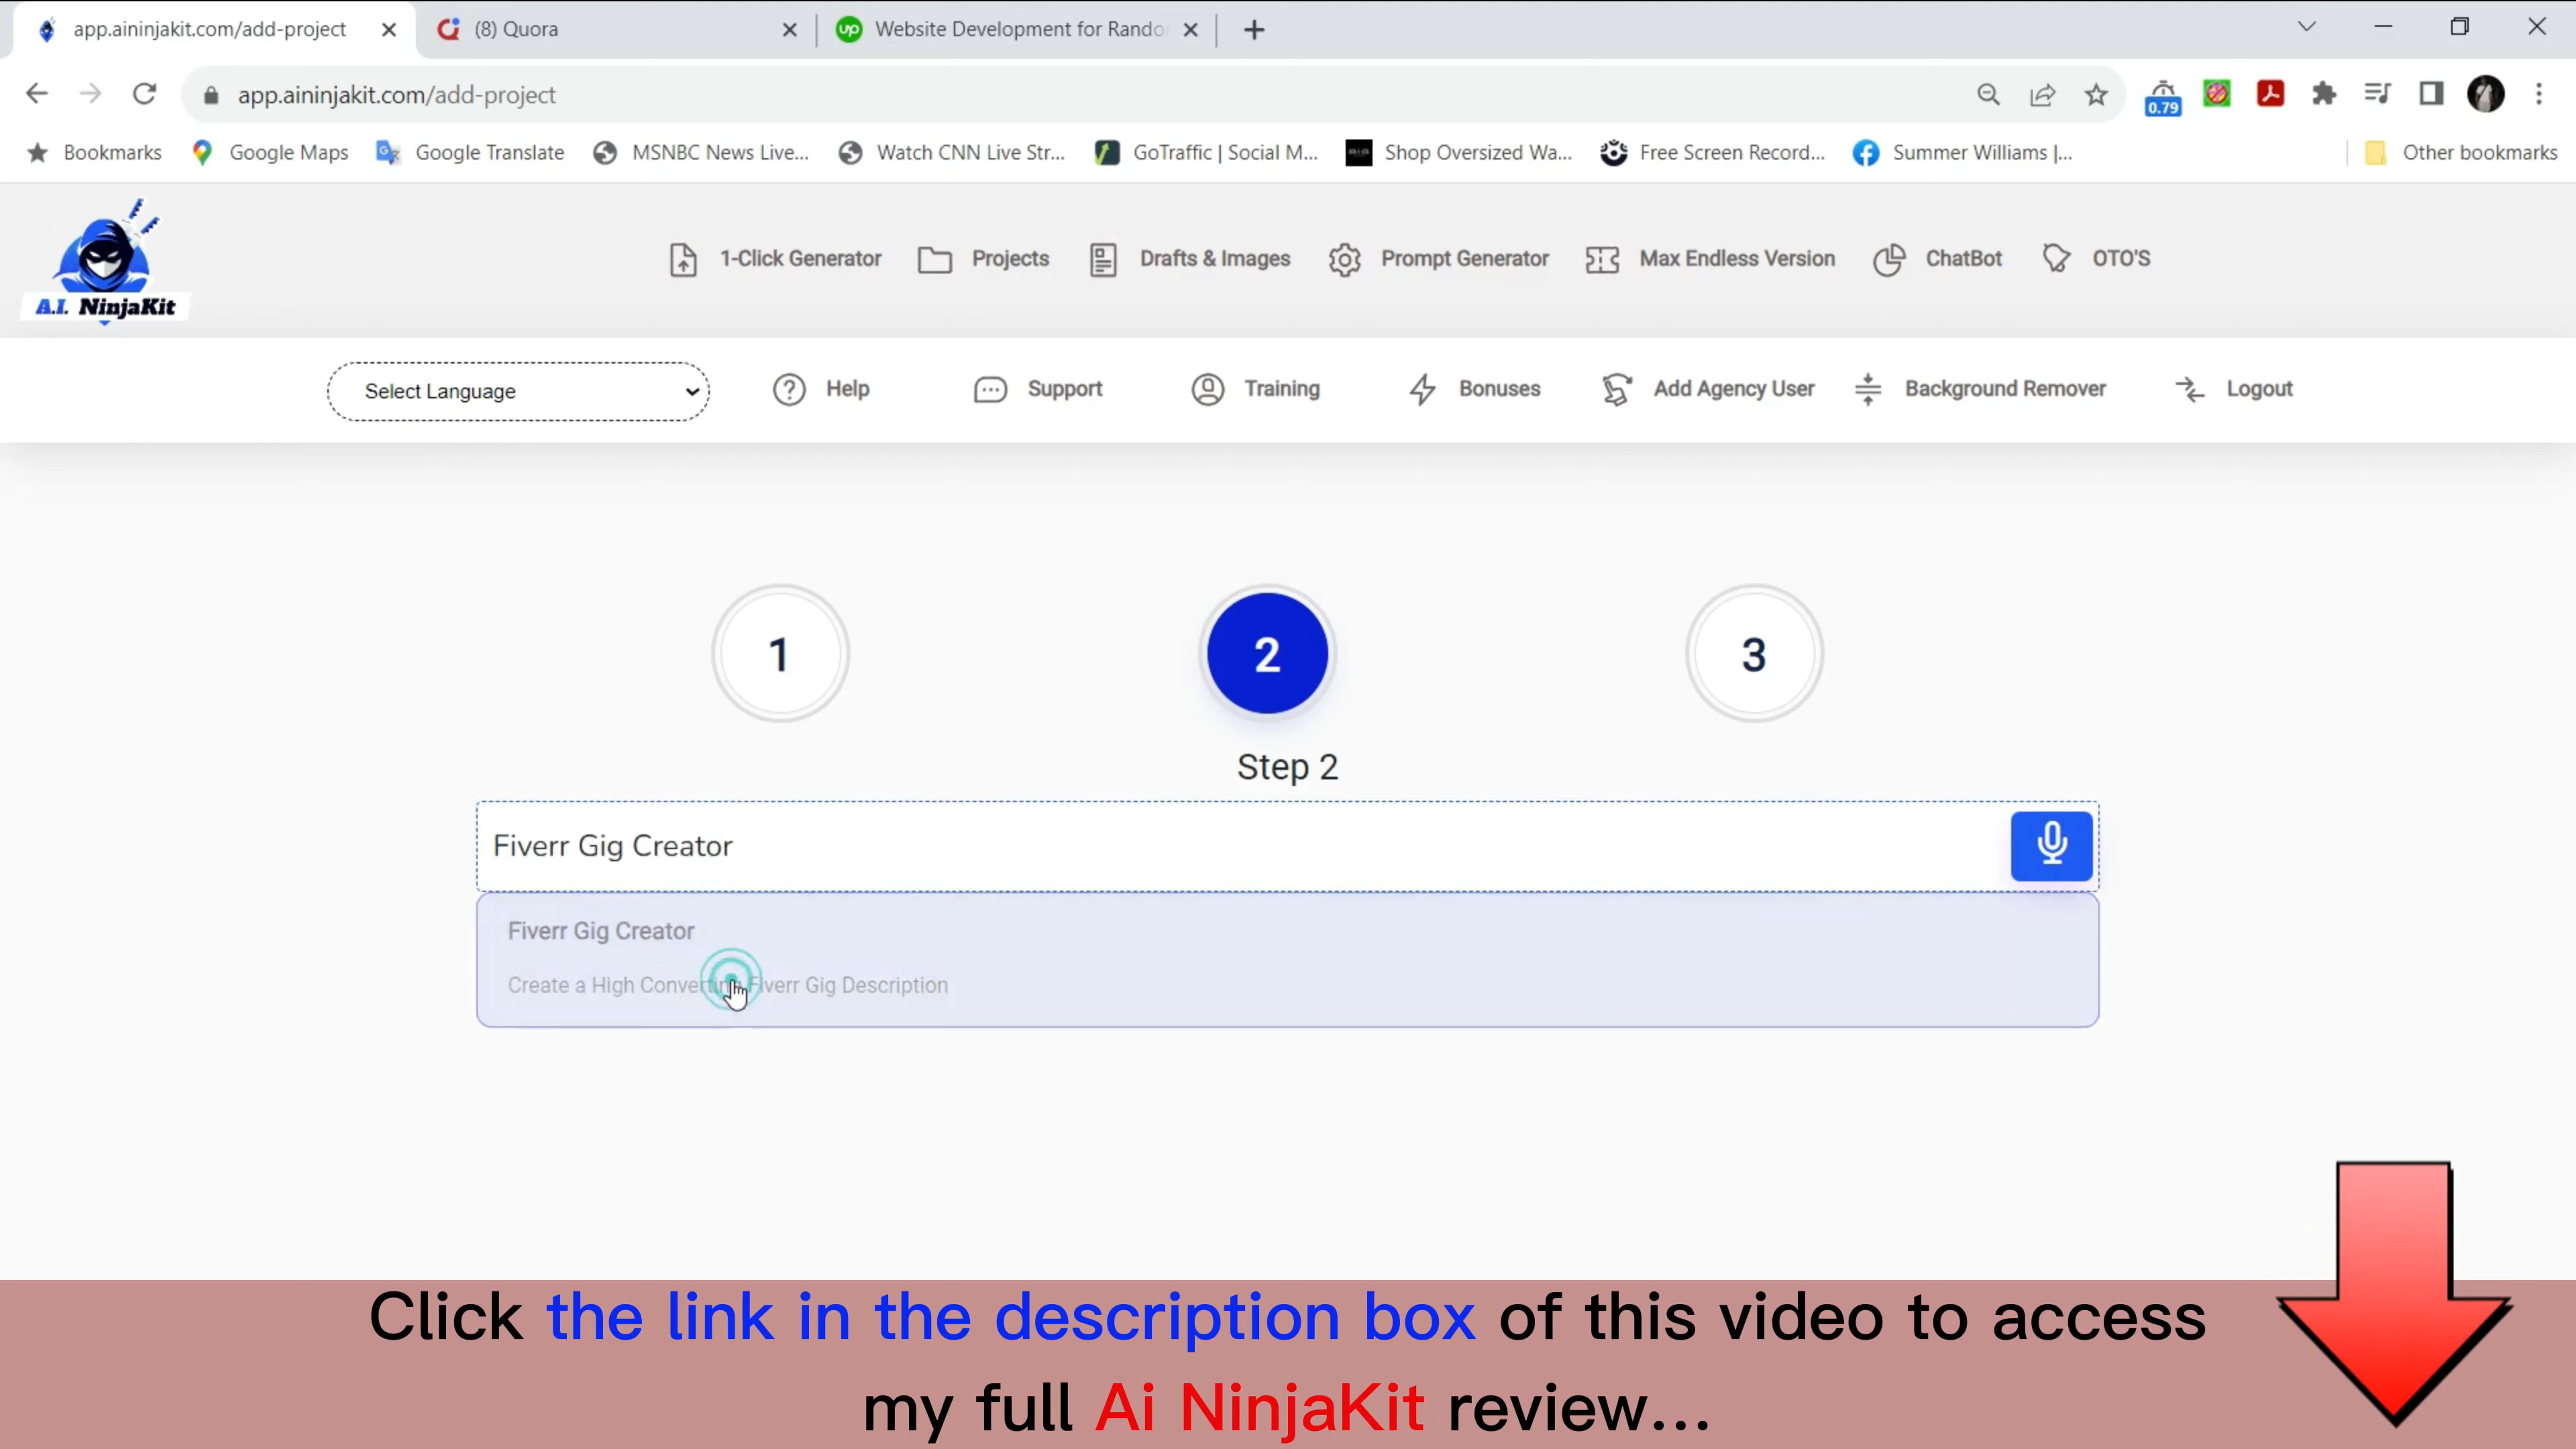 app.aininjakit.com/add-project
(8) Quora
Website Development for Rando
app.aininjakit.com/add-project
0.79
Bookmarks
Google Maps
Google Translate
MSNBC News Live...
Watch CNN Live Str...
GoTraffic | Social M...
Shop Oversized Wa...
Free Screen Record...
Summer Williams |...
Other bookmarks
A.I. NinjaKit
1-Click Generator
Projects
Drafts & Images
Prompt Generator
Max Endless Version
ChatBot
OTO'S
Select Language
Help
Support
Training
Bonuses
Add Agency User
Background Remover
Logout
1
2
3
Step 2
Fiverr Gig Creator
Fiverr Gig Creator
Create a High Converting Fiverr Gig Description
Click the link in the description box of this video to access
my full Ai NinjaKit review...